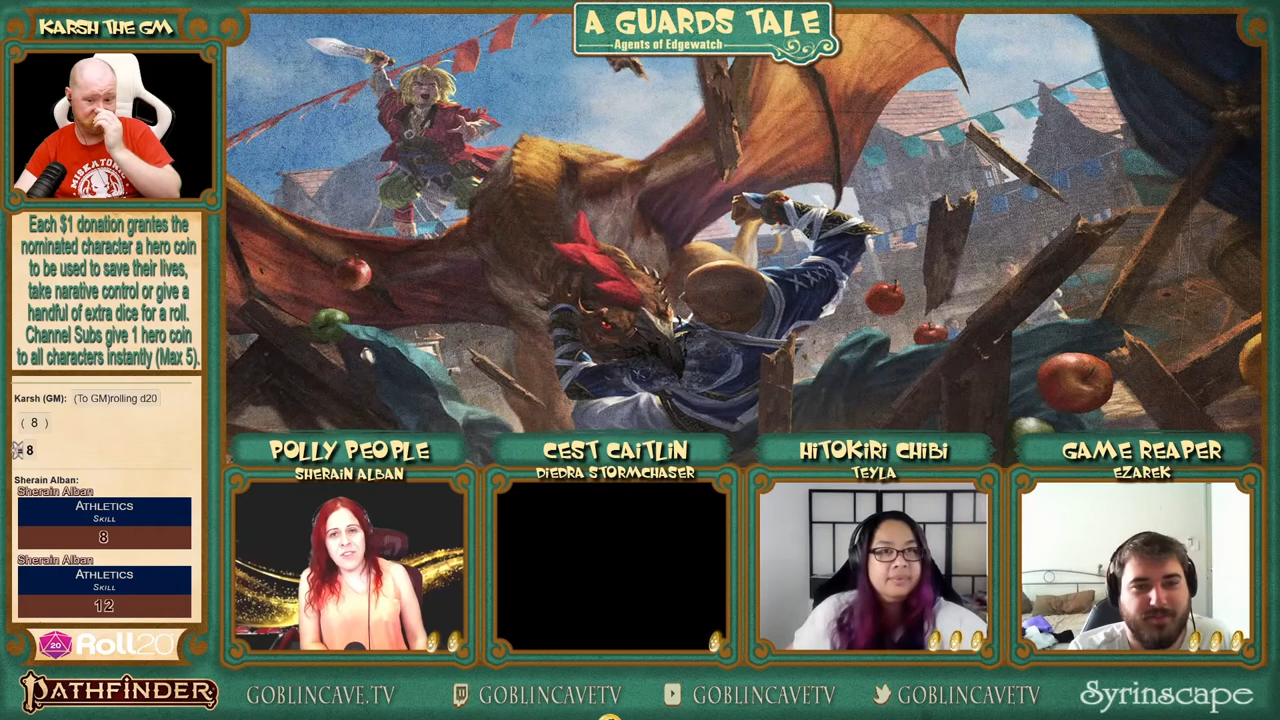 KARSH THE GM
A GUARDS TALE
Agents of Edgewatch
Each $1 donation grantes the
nominated character a hero coin
to be used to save their lives,
take narative control or give a
handful of extra dice for a roll.
Channel Subs give 1 hero coin
to all characters instantly (Max 5).
Karsh (GM): (To GM)rolling d20
( 8 )
8
Sherain Alban:
Sherain Alban
ATHLETICS
SKILL
8
Sherain Alban
ATHLETICS
SKILL
12
20 Roll20
POLLY PEOPLE
SHERAIN ALBAN
CEST CAITLIN
DIEDRA STORMCHASER
HITOKIRI CHIBI
TEYLA
GAME REAPER
EZAREK
PATHFINDER
GOBLINCAVE.TV
GOBLINCAVETV
GOBLINCAVETV
GOBLINCAVETV
Syrinscape